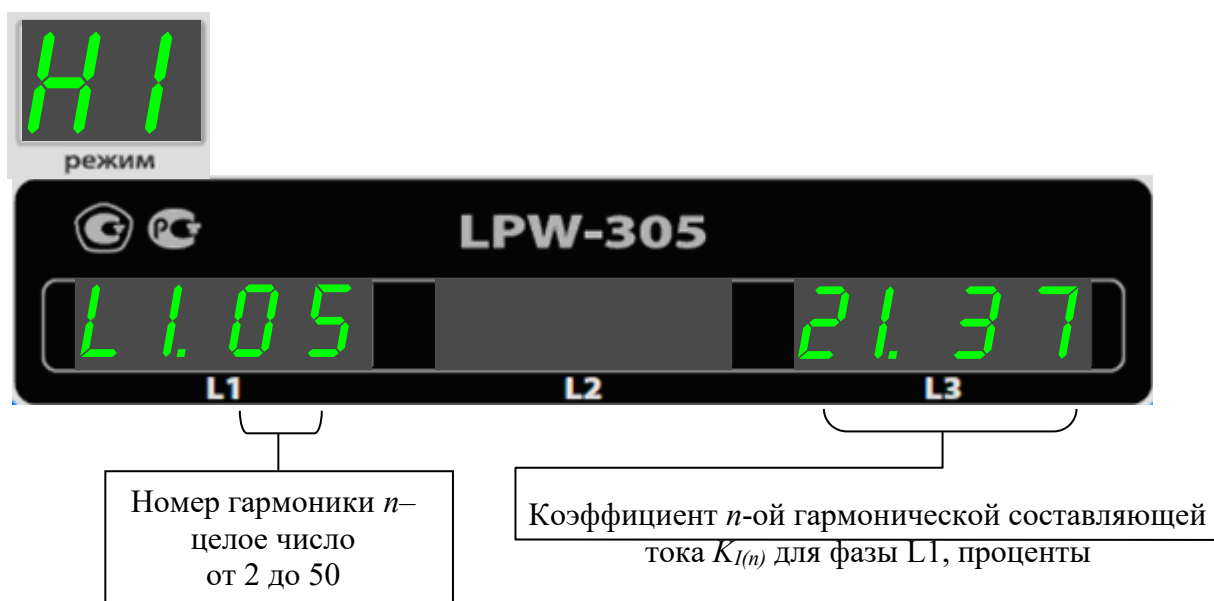 HI
режим
LPW-305
L1.05
21.37
L1
L2
L3
Номер гармоники n–
целое число
от 2 до 50
Коэффициент n-ой гармонической составляющей
тока KI(n) для фазы L1, проценты